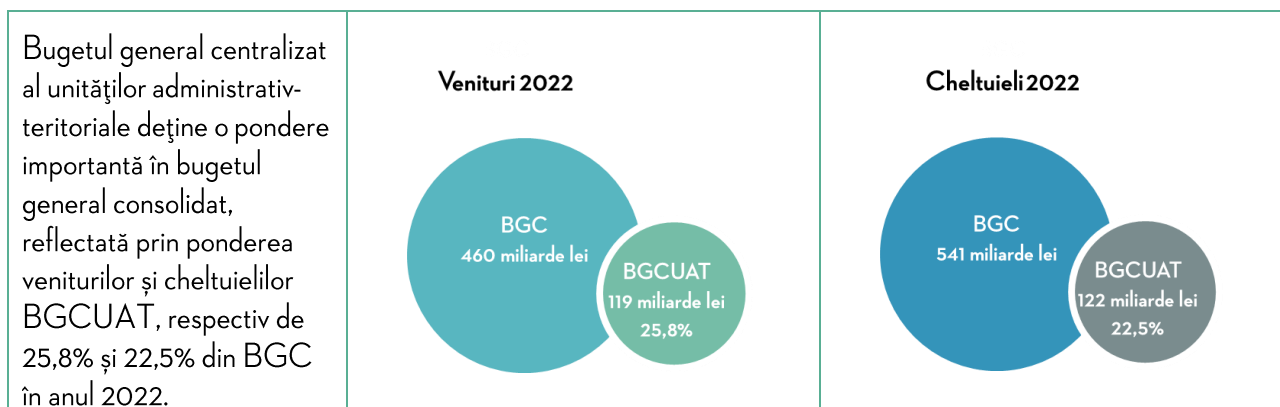 Bugetul general centralizat
al unităţilor administrativ-
teritoriale deţine o pondere
importantă în bugetul
general consolidat,
reflectată prin ponderea
veniturilor și cheltuielilor
BGCUAT, respectiv de
25,8% și 22,5% din BGC
în anul 2022.
Venituri 2022
BGC
460 miliarde lei
BGCUAT
119 miliarde lei
25,8%
Cheltuieli 2022
BGC
541 miliarde lei
BGCUAT
122 miliarde lei
22,5%